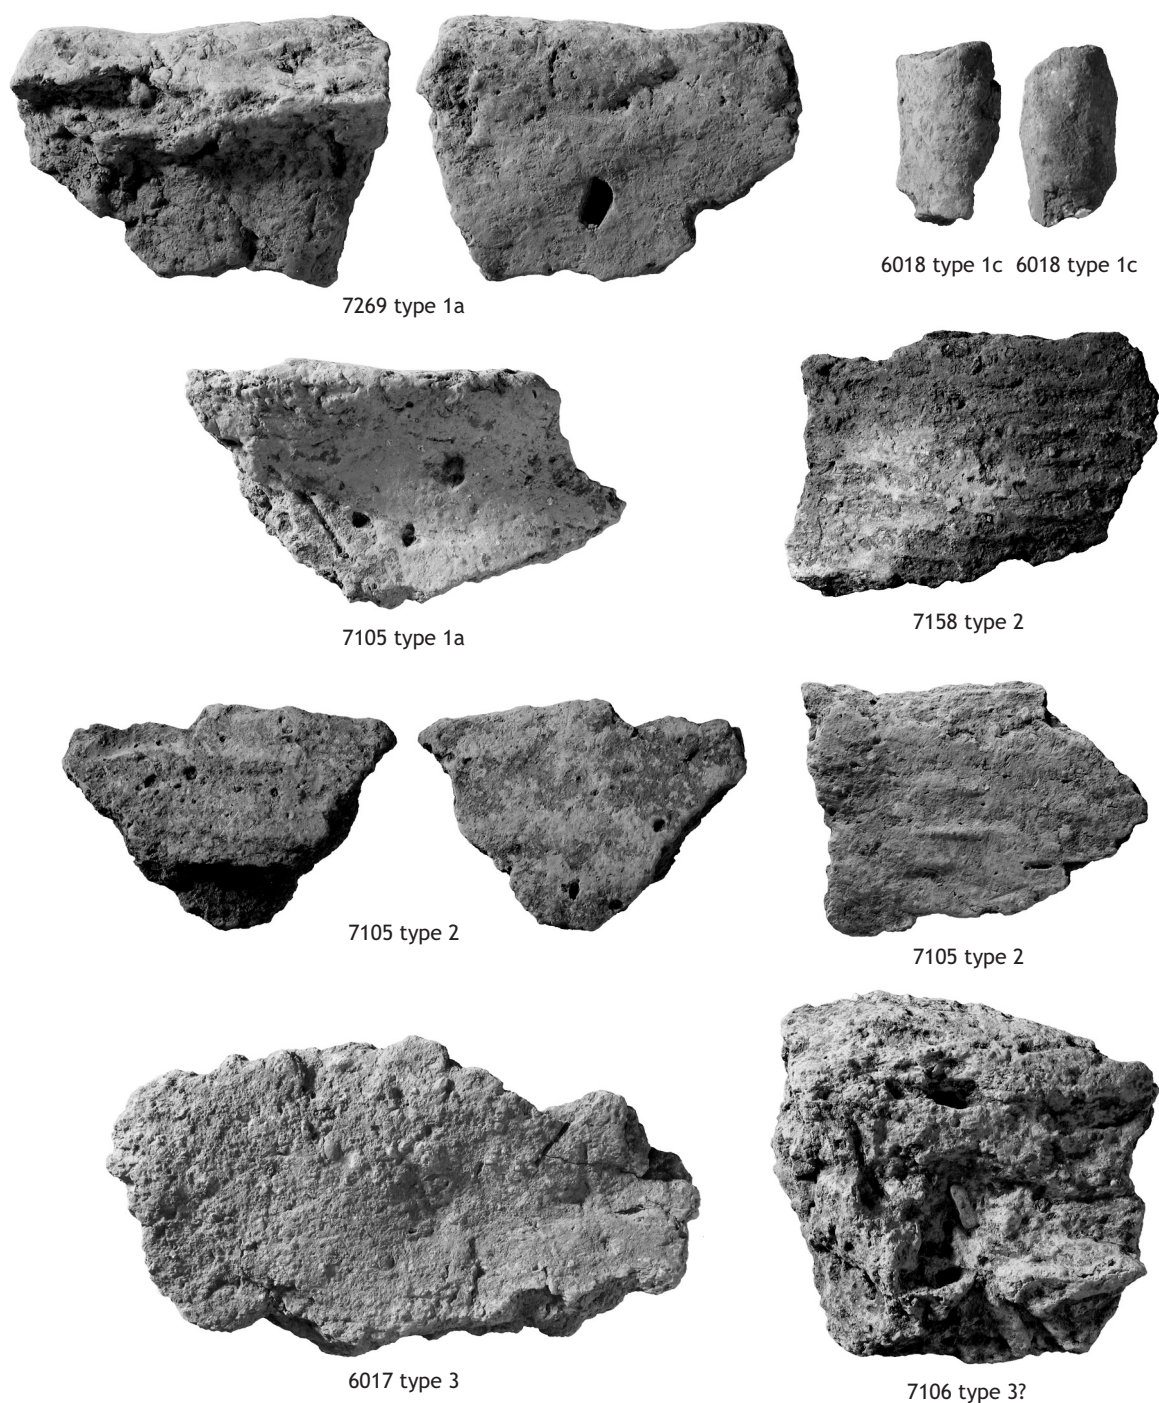 7269 type 1a
6018 type 1c 6018 type 1c
7105 type 1a
7158 type 2
7105 type 2
7105 type 2
6017 type 3
7106 type 3?